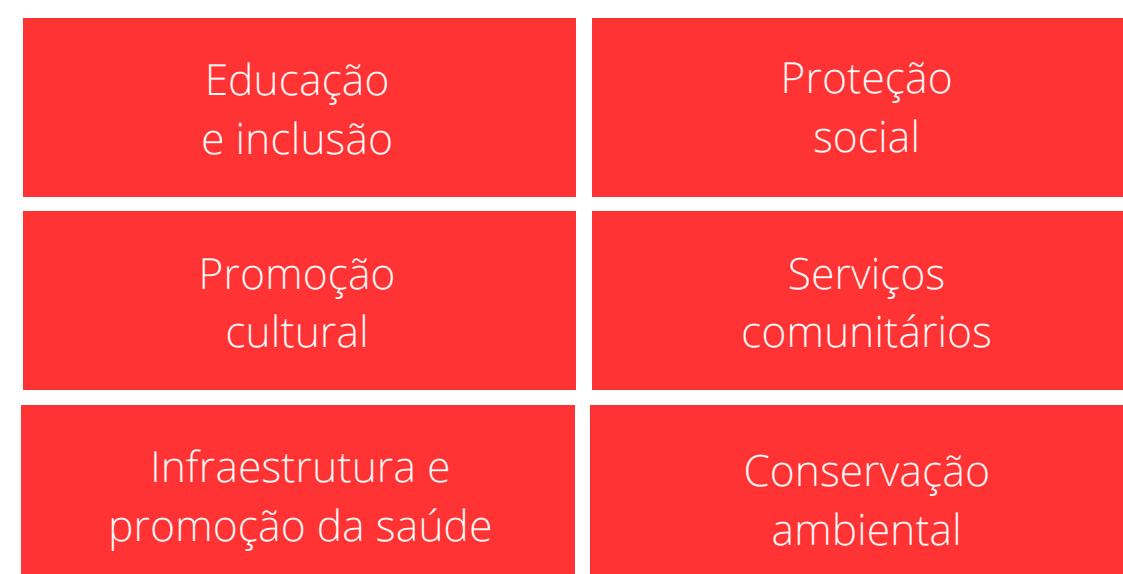 Educação
e inclusão
Proteção
social
Promoção
cultural
Serviços
comunitários
Infraestrutura e
promoção da saúde
Conservação
ambiental